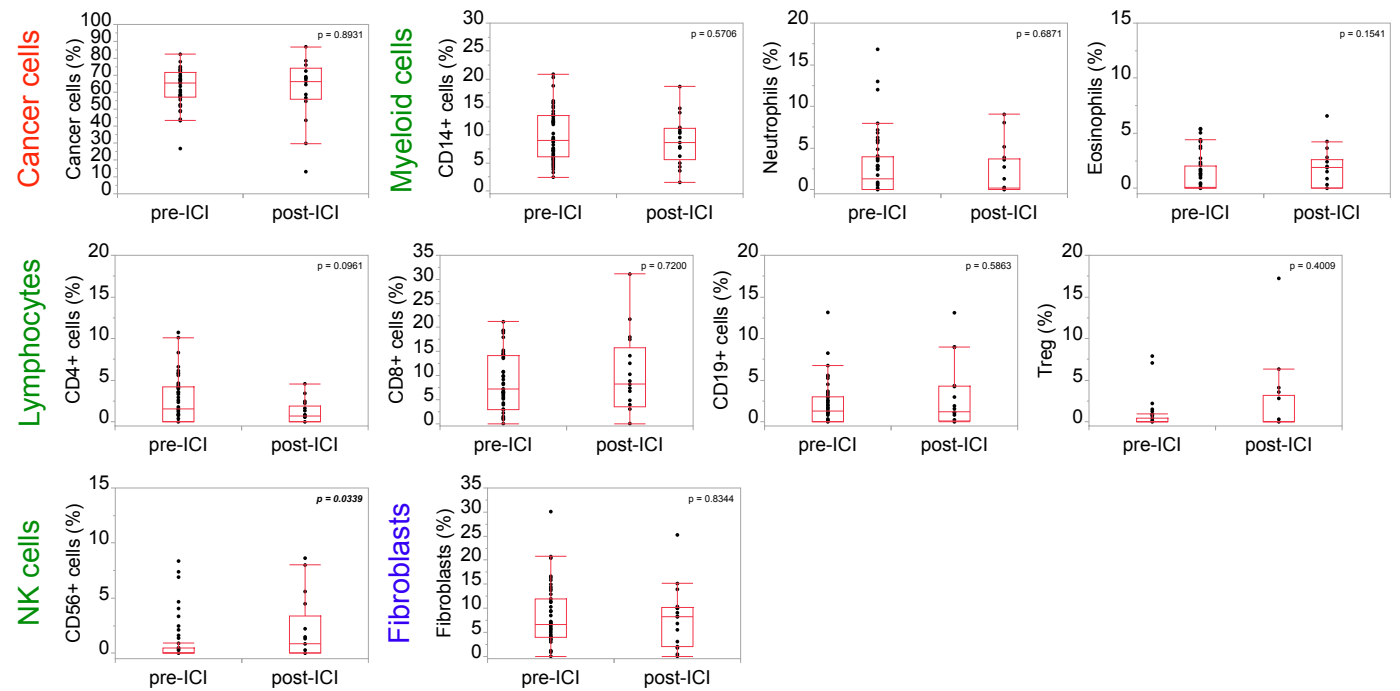 Cancer cells
Cancer cells (%)
100
90
80
70
60
50
40
30
20
10
0
p = 0.8931
pre-ICI
post-ICI
Myeloid cells
CD14+ cells (%)
30
25
20
15
10
5
0
p = 0.5706
pre-ICI
post-ICI
Neutrophils (%)
20
15
10
5
0
p = 0.6871
pre-ICI
post-ICI
Eosinophils (%)
15
10
5
0
p = 0.1541
pre-ICI
post-ICI
Lymphocytes
CD4+ cells (%)
20
15
10
5
0
p = 0.0961
pre-ICI
post-ICI
CD8+ cells (%)
35
30
25
20
15
10
5
0
p = 0.7200
pre-ICI
post-ICI
CD19+ cells (%)
20
15
10
5
0
p = 0.5863
pre-ICI
post-ICI
Treg (%)
20
15
10
5
0
p = 0.4009
pre-ICI
post-ICI
NK cells
CD56+ cells (%)
15
10
5
0
p = 0.0339
pre-ICI
post-ICI
Fibroblasts
Fibroblasts (%)
35
30
25
20
15
10
5
0
p = 0.8344
pre-ICI
post-ICI